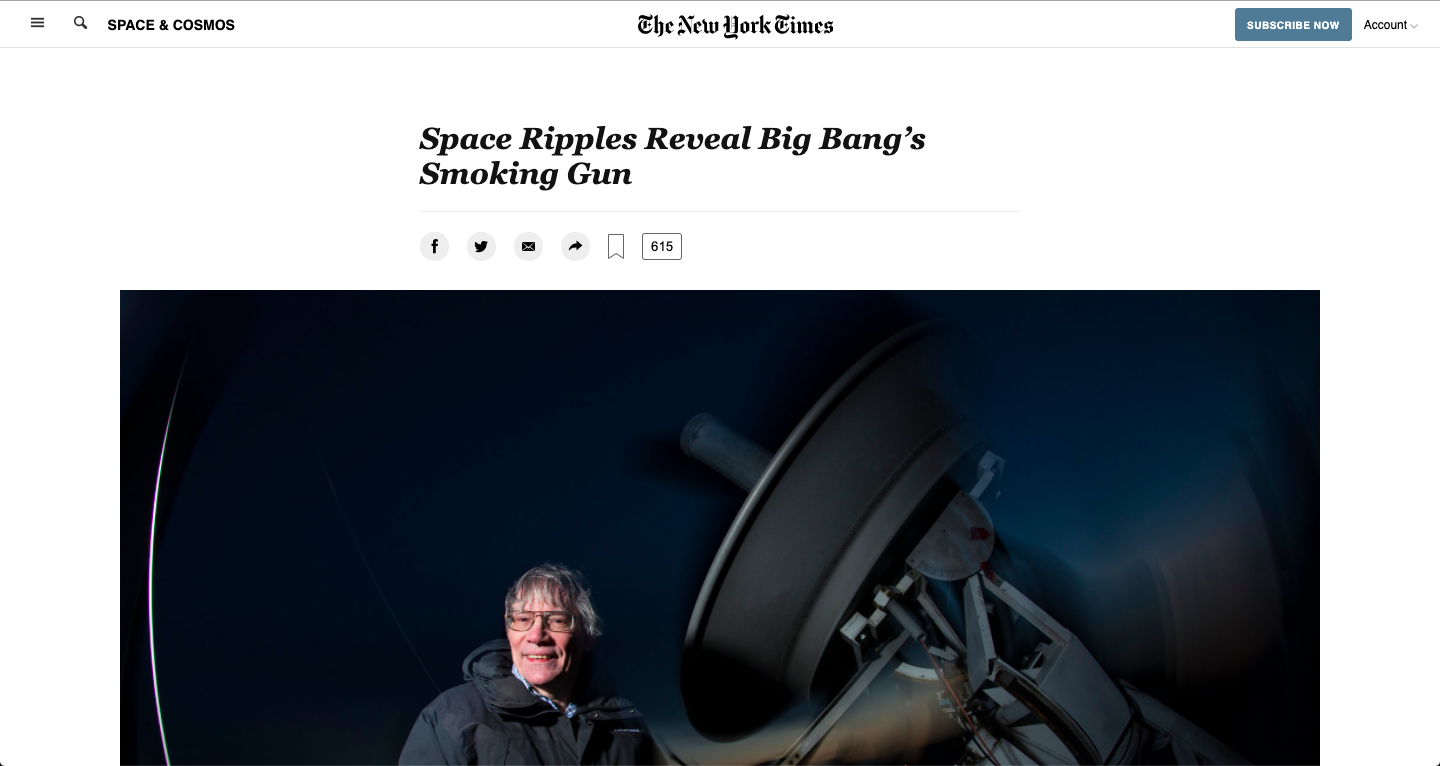 SPACE & COSMOS
The New York Times
SUBSCRIBE NOW
Account
Space Ripples Reveal Big Bang’s
Smoking Gun
615